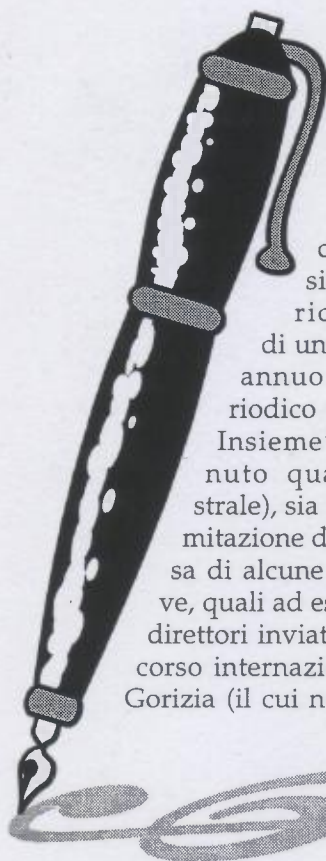 c
si
ric
di un
annuo
riodico
Insieme"
nuto qua
strale), sia
mitazione d
sa di alcune
ve, quali ad es
direttori inviat
corso internazi
Gorizia (il cui n